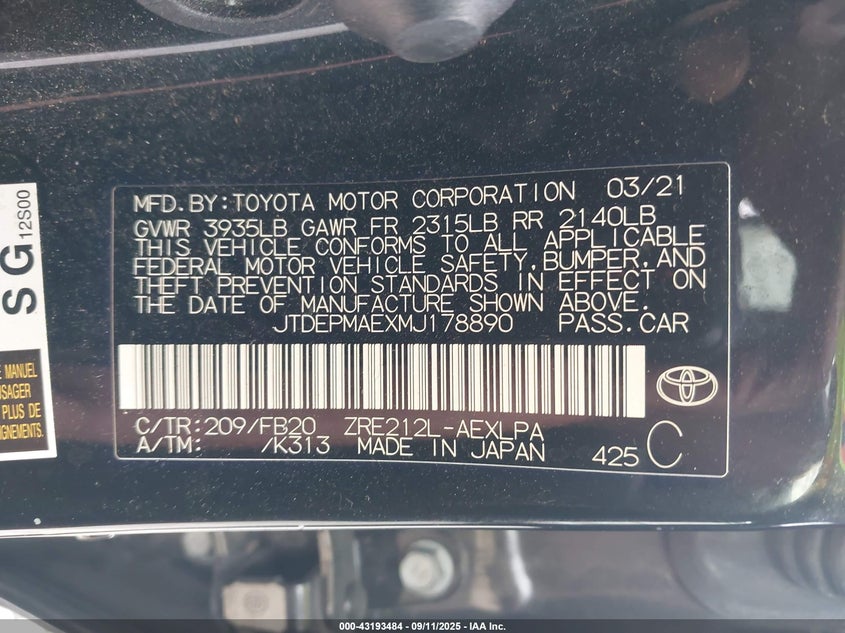 MFD.BY:TOYOTA MOTOR CORPORATION 03/21
GVWR 3935LB GAWR FR 2315LB RR 2140LB
THIS VEHICLE CONFORMS TO ALL APPLICABLE
FEDERAL MOTOR VEHICLE SAFETY,BUMPER,AND
THEFT PREVENTION STANDARDS IN EFFECT ON
THE DATE OF MANUFACTURE SHOWN ABOVE.
JTDEPMAEXMJ178890 PASS.CAR
C/TR:209/FB20 ZRE212L-AEXLPA
A/TM: /K313 MADE IN JAPAN 425 C
SG
12S00
MANUEL
USAGER
PLUS DE
000-43193484 - 09/11/2025 - IAA Inc.